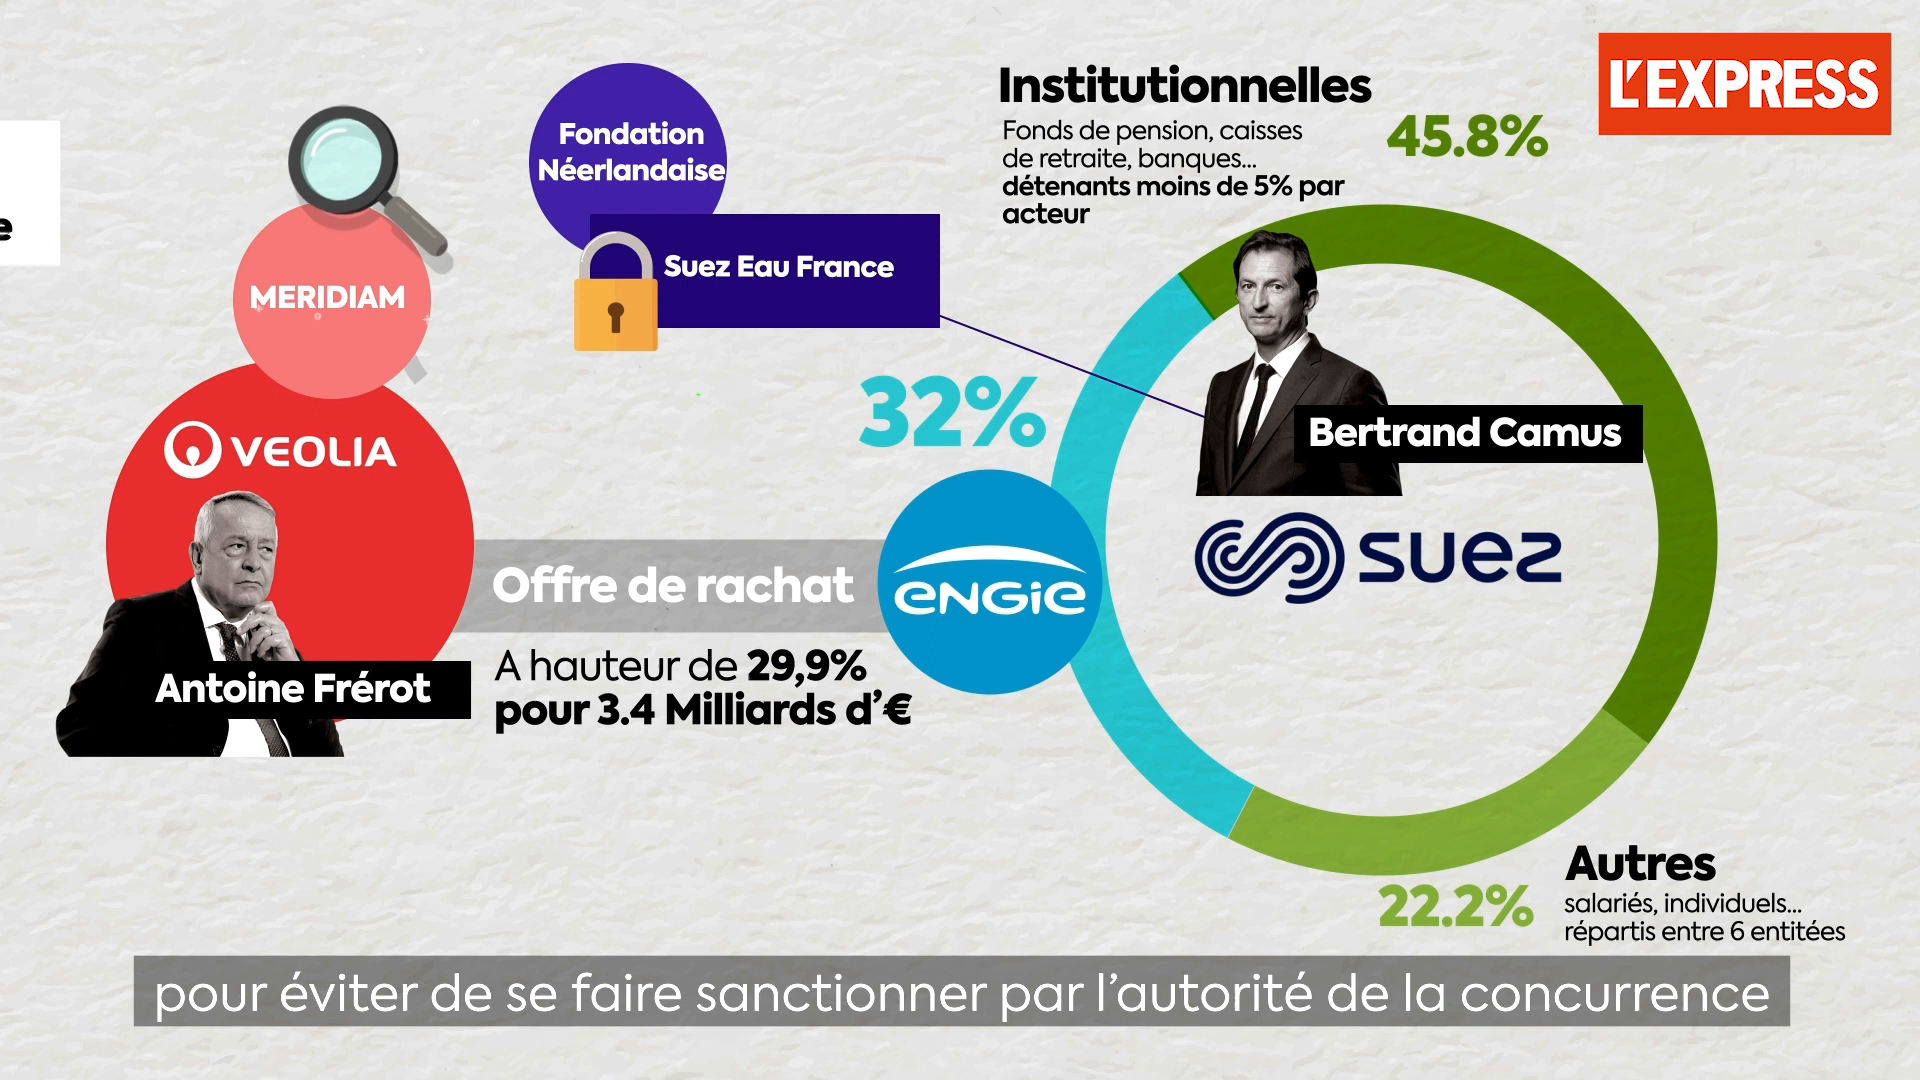 L'EXPRESS
Institutionnelles
Fonds de pension, caisses
de retraite, banques...
détenants moins de 5% par
acteur
45.8%
Fondation
Néerlandaise
Suez Eau France
e
MERIDIAM
VEOLIA
32%
Bertrand Camus
suez
Offre de rachat
ENGIE
A hauteur de 29,9%
pour 3.4 Milliards d'€
Antoine Frérot
22.2%
Autres
salariés, individuels...
répartis entre 6 entitées
pour éviter de se faire sanctionner par l'autorité de la concurrence